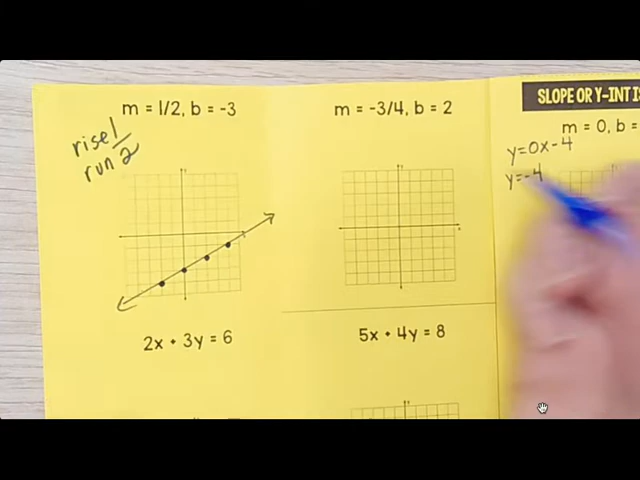 m = 1/2, b = -3
rise 1
run 2
m = -3/4, b = 2
SLOPE OR Y-INT
m = 0, b =
y=0x-4
y=-4
2x + 3y = 6
5x + 4y = 8